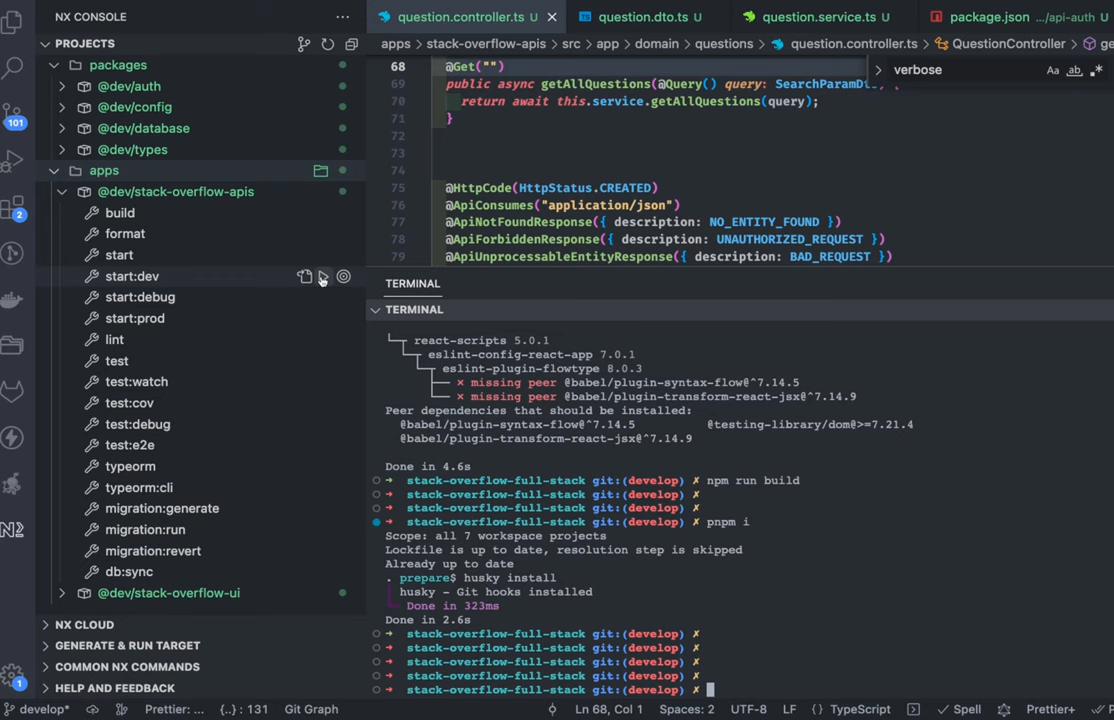 NX CONSOLE
...
question.controller.ts
question.dto.ts
question.service.ts
package.json .../api-auth
PROJECTS
apps > stack-overflow-apis > src > app > domain > questions > question.controller.ts > QuestionController >
packages
@dev/auth
@dev/config
@dev/database
@dev/types
apps
@dev/stack-overflow-apis
build
format
start
start:dev
start:debug
start:prod
lint
test
test:watch
test:cov
test:debug
test:e2e
typeorm
typeorm:cli
migration:generate
migration:run
migration:revert
db:sync
@dev/stack-overflow-ui
NX CLOUD
GENERATE & RUN TARGET
COMMON NX COMMANDS
HELP AND FEEDBACK
101
2
1
verbose
Aa ab .*
68 @Get("")
69 public async getAllQuestions(@Query() query:
70 return await this.service.getAllQuestions(query);
71 }
72
73
74
75 @HttpCode(HttpStatus.CREATED)
76 @ApiConsumes("application/json")
77 @ApiNotFoundResponse({ description: NO_ENTITY_FOUND })
78 @ApiForbiddenResponse({ description: UNAUTHORIZED_REQUEST })
79 @ApiUnprocessableEntityResponse({ description: BAD_REQUEST })
TERMINAL
TERMINAL
react-scripts 5.0.1
eslint-config-react-app 7.0.1
eslint-plugin-flowtype 8.0.3
× missing peer @babel/plugin-syntax-flow@^7.14.5
× missing peer @babel/plugin-transform-react-jsx@^7.14.9
Peer dependencies that should be installed:
@babel/plugin-syntax-flow@^7.14.5 @testing-library/dom@>=7.21.4
@babel/plugin-transform-react-jsx@^7.14.9
Done in 4.6s
➜ stack-overflow-full-stack git:(develop) ✗ npm run build
➜ stack-overflow-full-stack git:(develop) ✗
➜ stack-overflow-full-stack git:(develop) ✗
➜ stack-overflow-full-stack git:(develop) ✗ pnpm i
Scope: all 7 workspace projects
Lockfile is up to date, resolution step is skipped
Already up to date
. prepare$ husky install
husky - Git hooks installed
Done in 323ms
Done in 2.6s
➜ stack-overflow-full-stack git:(develop) ✗
➜ stack-overflow-full-stack git:(develop) ✗
➜ stack-overflow-full-stack git:(develop) ✗
➜ stack-overflow-full-stack git:(develop) ✗
➜ stack-overflow-full-stack git:(develop) ✗
develop* Prettier: ... {..} : 131 Git Graph Ln 68, Col 1 Spaces: 2 UTF-8 LF {} TypeScript Spell Prettier+